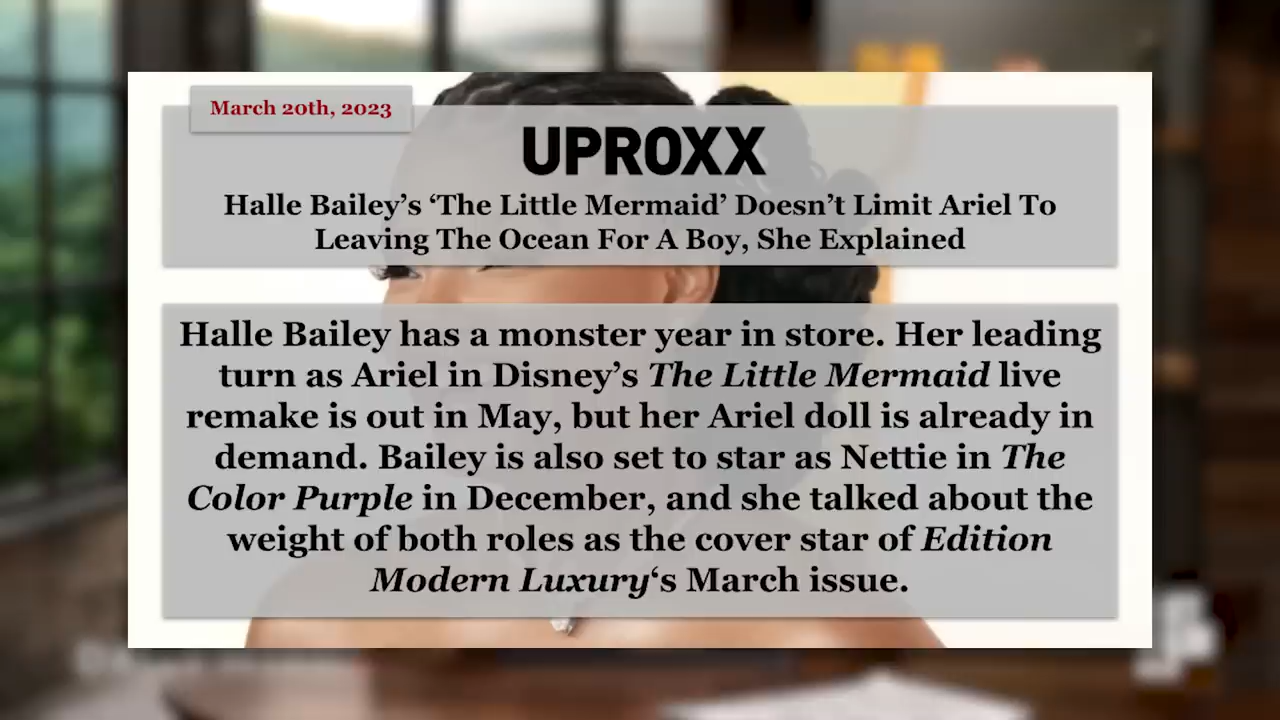 March 20th, 2023
UPROXX
Halle Bailey’s ‘The Little Mermaid’ Doesn’t Limit Ariel To
Leaving The Ocean For A Boy, She Explained
Halle Bailey has a monster year in store. Her leading
turn as Ariel in Disney’s The Little Mermaid live
remake is out in May, but her Ariel doll is already in
demand. Bailey is also set to star as Nettie in The
Color Purple in December, and she talked about the
weight of both roles as the cover star of Edition
Modern Luxury‘s March issue.